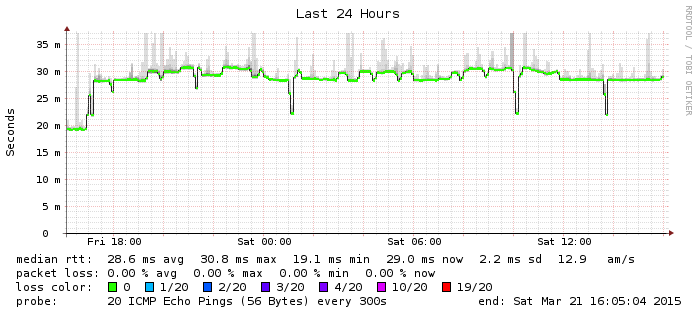 Last 24 Hours
RRDTOOL / TOBI OETIKER
Seconds
35 m
30 m
25 m
20 m
15 m
10 m
5 m
0
Fri 18:00 Sat 00:00 Sat 06:00 Sat 12:00
median rtt: 28.6 ms avg 30.8 ms max 19.1 ms min 29.0 ms now 2.2 ms sd 12.9 am/s
packet loss: 0.00 % avg 0.00 % max 0.00 % min 0.00 % now
loss color: 0 1/20 2/20 3/20 4/20 10/20 19/20
probe: 20 ICMP Echo Pings (56 Bytes) every 300s end: Sat Mar 21 16:05:04 2015